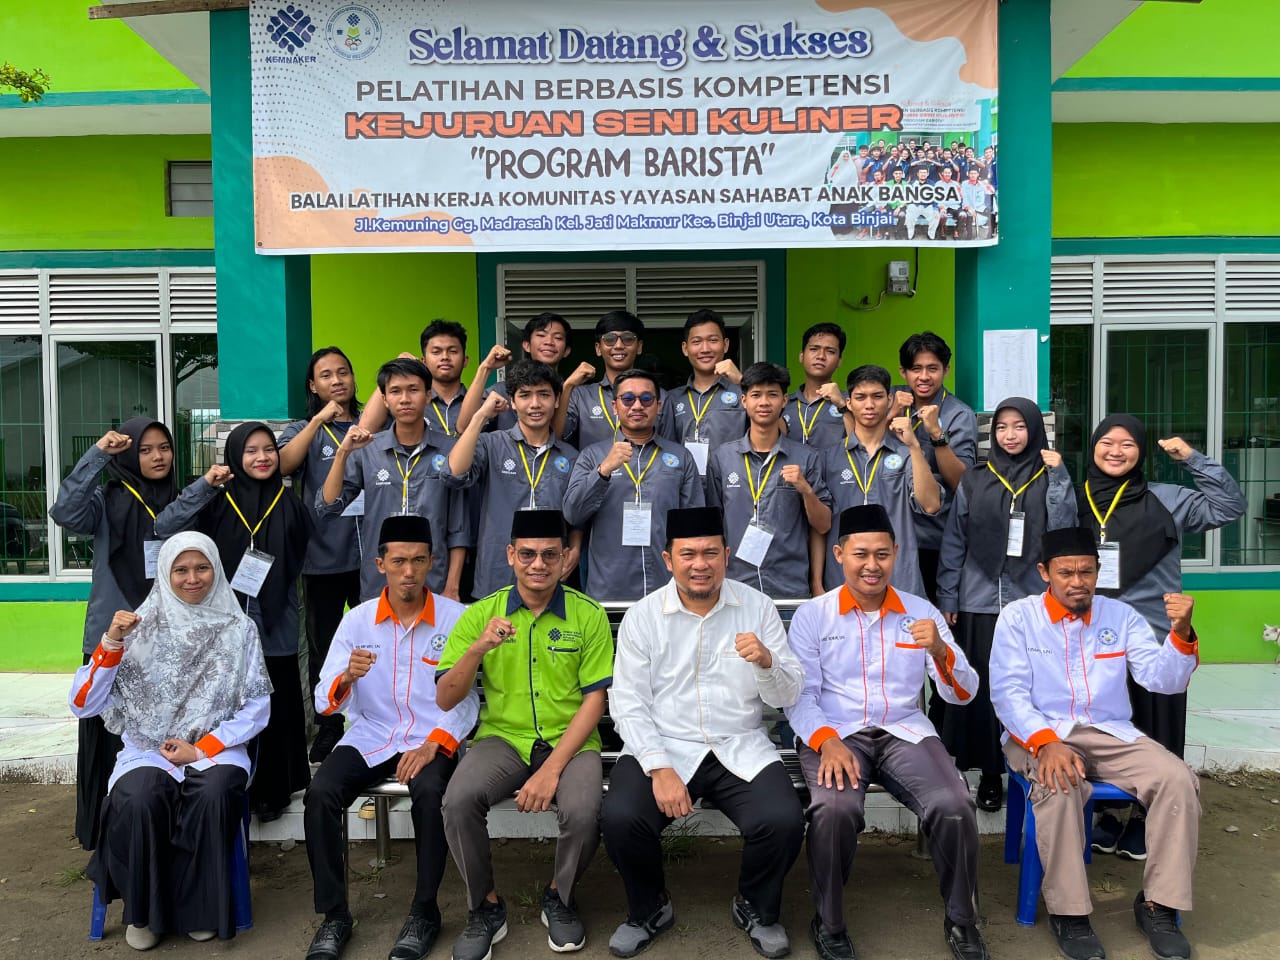 KEMNAKER
Selamat Datang & Sukses
PELATIHAN BERBASIS KOMPETENSI
KEJURUAN SENI KULINER
"PROGRAM BARISTA"
BALAI LATIHAN KERJA KOMUNITAS YAYASAN SAHABAT ANAK BANGSA
Jl.Kemuning Gg. Madrasah Kel. Jati Makmur Kec. Binjai Utara, Kota Binjai